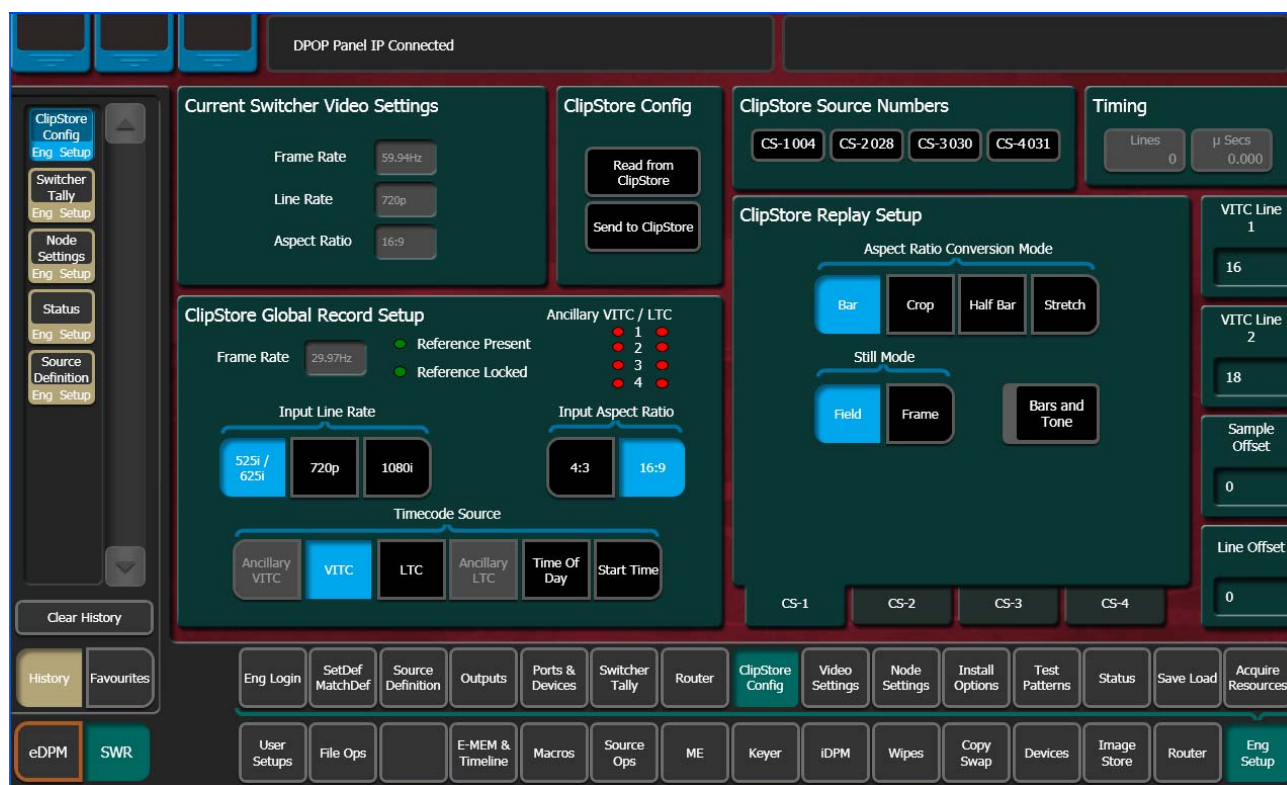 DPOP Panel IP Connected
ClipStore
Config
Eng Setup
Switcher
Tally
Eng Setup
Node
Settings
Eng Setup
Status
Eng Setup
Source
Definition
Eng Setup
Clear History
History
Favourites
eDPM
SWR
Current Switcher Video Settings
Frame Rate 59.94Hz
Line Rate 720p
Aspect Ratio 16:9
ClipStore Config
Read from
ClipStore
Send to ClipStore
ClipStore Source Numbers
CS-1 004 CS-2 028 CS-3 030 CS-4 031
Timing
Lines
0
µ Secs
0.000
ClipStore Global Record Setup
Frame Rate 29.97Hz
Reference Present
Reference Locked
Ancillary VITC / LTC
1
2
3
4
Input Line Rate
525i /
625i
720p
1080i
Input Aspect Ratio
4:3
16:9
Timecode Source
Ancillary
VITC
VITC
LTC
Ancillary
LTC
Time Of
Day
Start Time
ClipStore Replay Setup
Aspect Ratio Conversion Mode
Bar
Crop
Half Bar
Stretch
Still Mode
Field
Frame
Bars and
Tone
CS-1
CS-2
CS-3
CS-4
VITC Line
1
16
VITC Line
2
18
Sample
Offset
0
Line Offset
0
Eng Login
SetDef
MatchDef
Source
Definition
Outputs
Ports &
Devices
Switcher
Tally
Router
ClipStore
Config
Video
Settings
Node
Settings
Install
Options
Test
Patterns
Status
Save Load
Acquire
Resources
User
Setups
File Ops
E-MEM &
Timeline
Macros
Source
Ops
ME
Keyer
iDPM
Wipes
Copy
Swap
Devices
Image
Store
Router
Eng
Setup